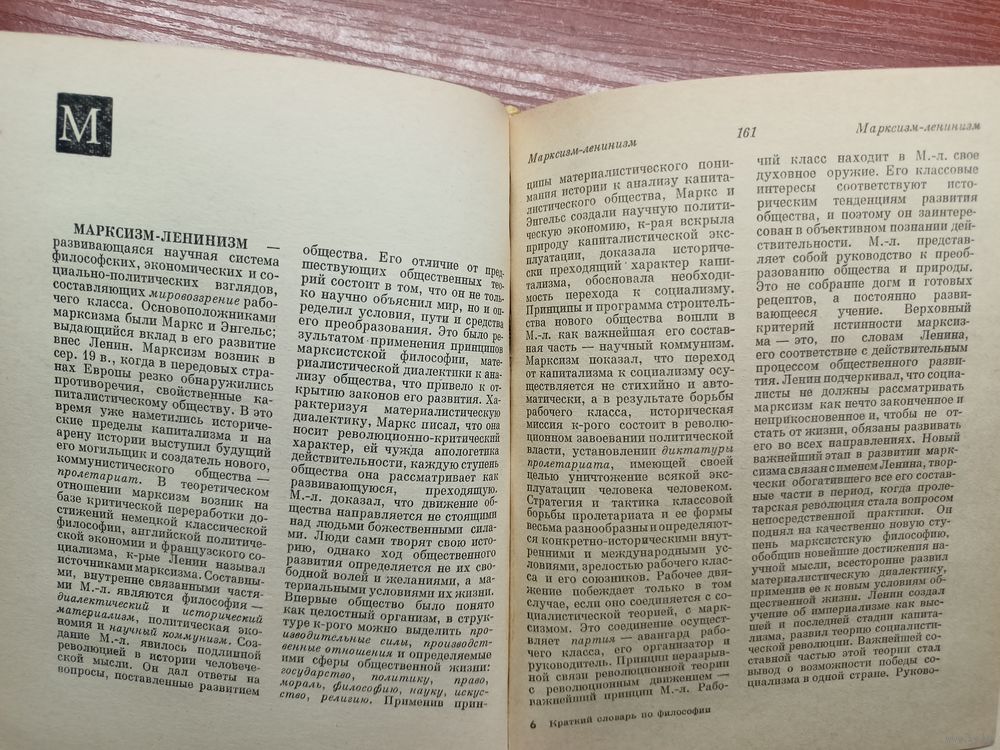 М
МАРКСИЗМ-ЛЕНИНИЗМ —
развивающаяся научная система
философских, экономических и со-
циально-политических взглядов,
составляющих мировоззрение рабо-
чего класса. Основоположниками
марксизма были Маркс и Энгельс;
выдающийся вклад в его развитие
внес Ленин. Марксизм возник в
сер. 19 в., когда в передовых стра-
нах Европы резко обнаружились
противоречия, свойственные ка-
питалистическому обществу. В это
время уже наметились историче-
ские пределы капитализма и на
арену истории выступил будущий
его могильщик и создатель нового,
коммунистического общества —
пролетариат. В теоретическом
отношении марксизм возник на
базе критической переработки до-
стижений немецкой классической
философии, английской политиче-
ской экономии и французского со-
циализма, к-рые Ленин называл
источниками марксизма. Составны-
ми, внутренне связанными частя-
ми М.-л. являются философия —
диалектический и исторический
материализм, политическая эко-
номия и научный коммунизм. Соз-
дание М.-л. явилось подлинной
революцией в истории человече-
ской мысли. Он дал ответы на
вопросы, поставленные развитием
общества. Его отличие от пред-
шествующих общественных тео-
рий состоит в том, что он не толь-
ко научно объяснил мир, но и оп-
ределил условия, пути и средства
его преобразования. Это было ре-
зультатом применения принципов
марксистской философии, мате-
риалистической диалектики к ана-
лизу общества, что привело к от-
крытию законов его развития. Ха-
рактеризуя материалистическую
диалектику, Маркс писал, что она
носит революционно-критический
характер, ей чужда апологетика
действительности, каждую ступень
общества она рассматривает как
развивающуюся, преходящую.
М.-л. доказал, что движение об-
щества направляется не стоящими
над людьми божественными сила-
ми. Люди сами творят свою исто-
рию, однако ход общественного
развития определяется не их сво-
бодной волей и желаниями, а ма-
териальными условиями их жизни.
Впервые общество было понято
как целостный организм, в струк-
туре к-рого можно выделить про-
изводительные силы, производст-
венные отношения и определяемые
ими сферы общественной жизни:
государство, политику, право,
мораль, философию, науку, искус-
ство, религию. Применив прин-
Марксизм-ленинизм
161
Марксизм-ленинизм
ципы материалистического пони-
мания истории к анализу капита-
листического общества, Маркс и
Энгельс создали научную полити-
ческую экономию, к-рая вскрыла
природу капиталистической экс-
плуатации, доказала историче-
ски преходящий характер капи-
тализма, обосновала необходи-
мость перехода к социализму.
Принципы и программа строитель-
ства нового общества вошли в
М.-л. как важнейшая его состав-
ная часть — научный коммунизм.
Марксизм показал, что переход
от капитализма к социализму осу-
ществляется не стихийно и авто-
матически, а в результате борьбы
рабочего класса, историческая
миссия к-рого состоит в револю-
ционном завоевании политической
власти, установлении диктатуры
пролетариата, имеющей своей
целью уничтожение всякой экс-
плуатации человека человеком.
Стратегия и тактика классовой
борьбы пролетариата и ее формы
весьма разнообразны и определяют-
ся конкретно-историческими внут-
ренними и международными ус-
ловиями, зрелостью рабочего клас-
са и его союзников. Рабочее дви-
жение побеждает только в том
случае, если оно соединяется с со-
циалистической теорией, с марк-
сизмом. Это соединение осущест-
вляет партия — авангард рабо-
чего класса, его организатор и
руководитель. Принцип неразрыв-
ной связи революционной теории
с революционным движением —
важнейший принцип М.-л. Рабо-
чий класс находит в М.-л. свое
духовное оружие. Его классовые
интересы соответствуют исто-
рическим тенденциям развития
общества, и поэтому он заинтере-
сован в объективном познании дей-
ствительности. М.-л. представ-
ляет собой руководство к преоб-
разованию общества и природы.
Это не собрание догм и готовых
рецептов, а постоянно разви-
вающееся учение. Верховный
критерий истинности марксиз-
ма — это, по словам Ленина,
его соответствие с действительным
процессом общественного разви-
тия. Ленин подчеркивал, что социа-
листы не должны рассматривать
марксизм как нечто законченное и
неприкосновенное и, чтобы не от-
стать от жизни, обязаны развивать
его во всех направлениях. Новый
важнейший этап в развитии марк-
сизма связан с именем Ленина, твор-
чески обогатившего все его состав-
ные части в период, когда проле-
тарская революция стала вопросом
непосредственной практики. Он
поднял на качественно новую сту-
пень марксистскую философию,
обобщив новейшие достижения на-
учной мысли, всесторонне развил
материалистическую диалектику,
применив ее к новым условиям об-
щественной жизни. Ленин создал
учение об империализме как выс-
шей и последней стадии капита-
лизма, развил теорию социалисти-
ческой революции. Важнейшей со-
ставной частью этой теории стал
вывод о возможности победы со-
циализма в одной стране. Руково-
6 Краткий словарь по философии